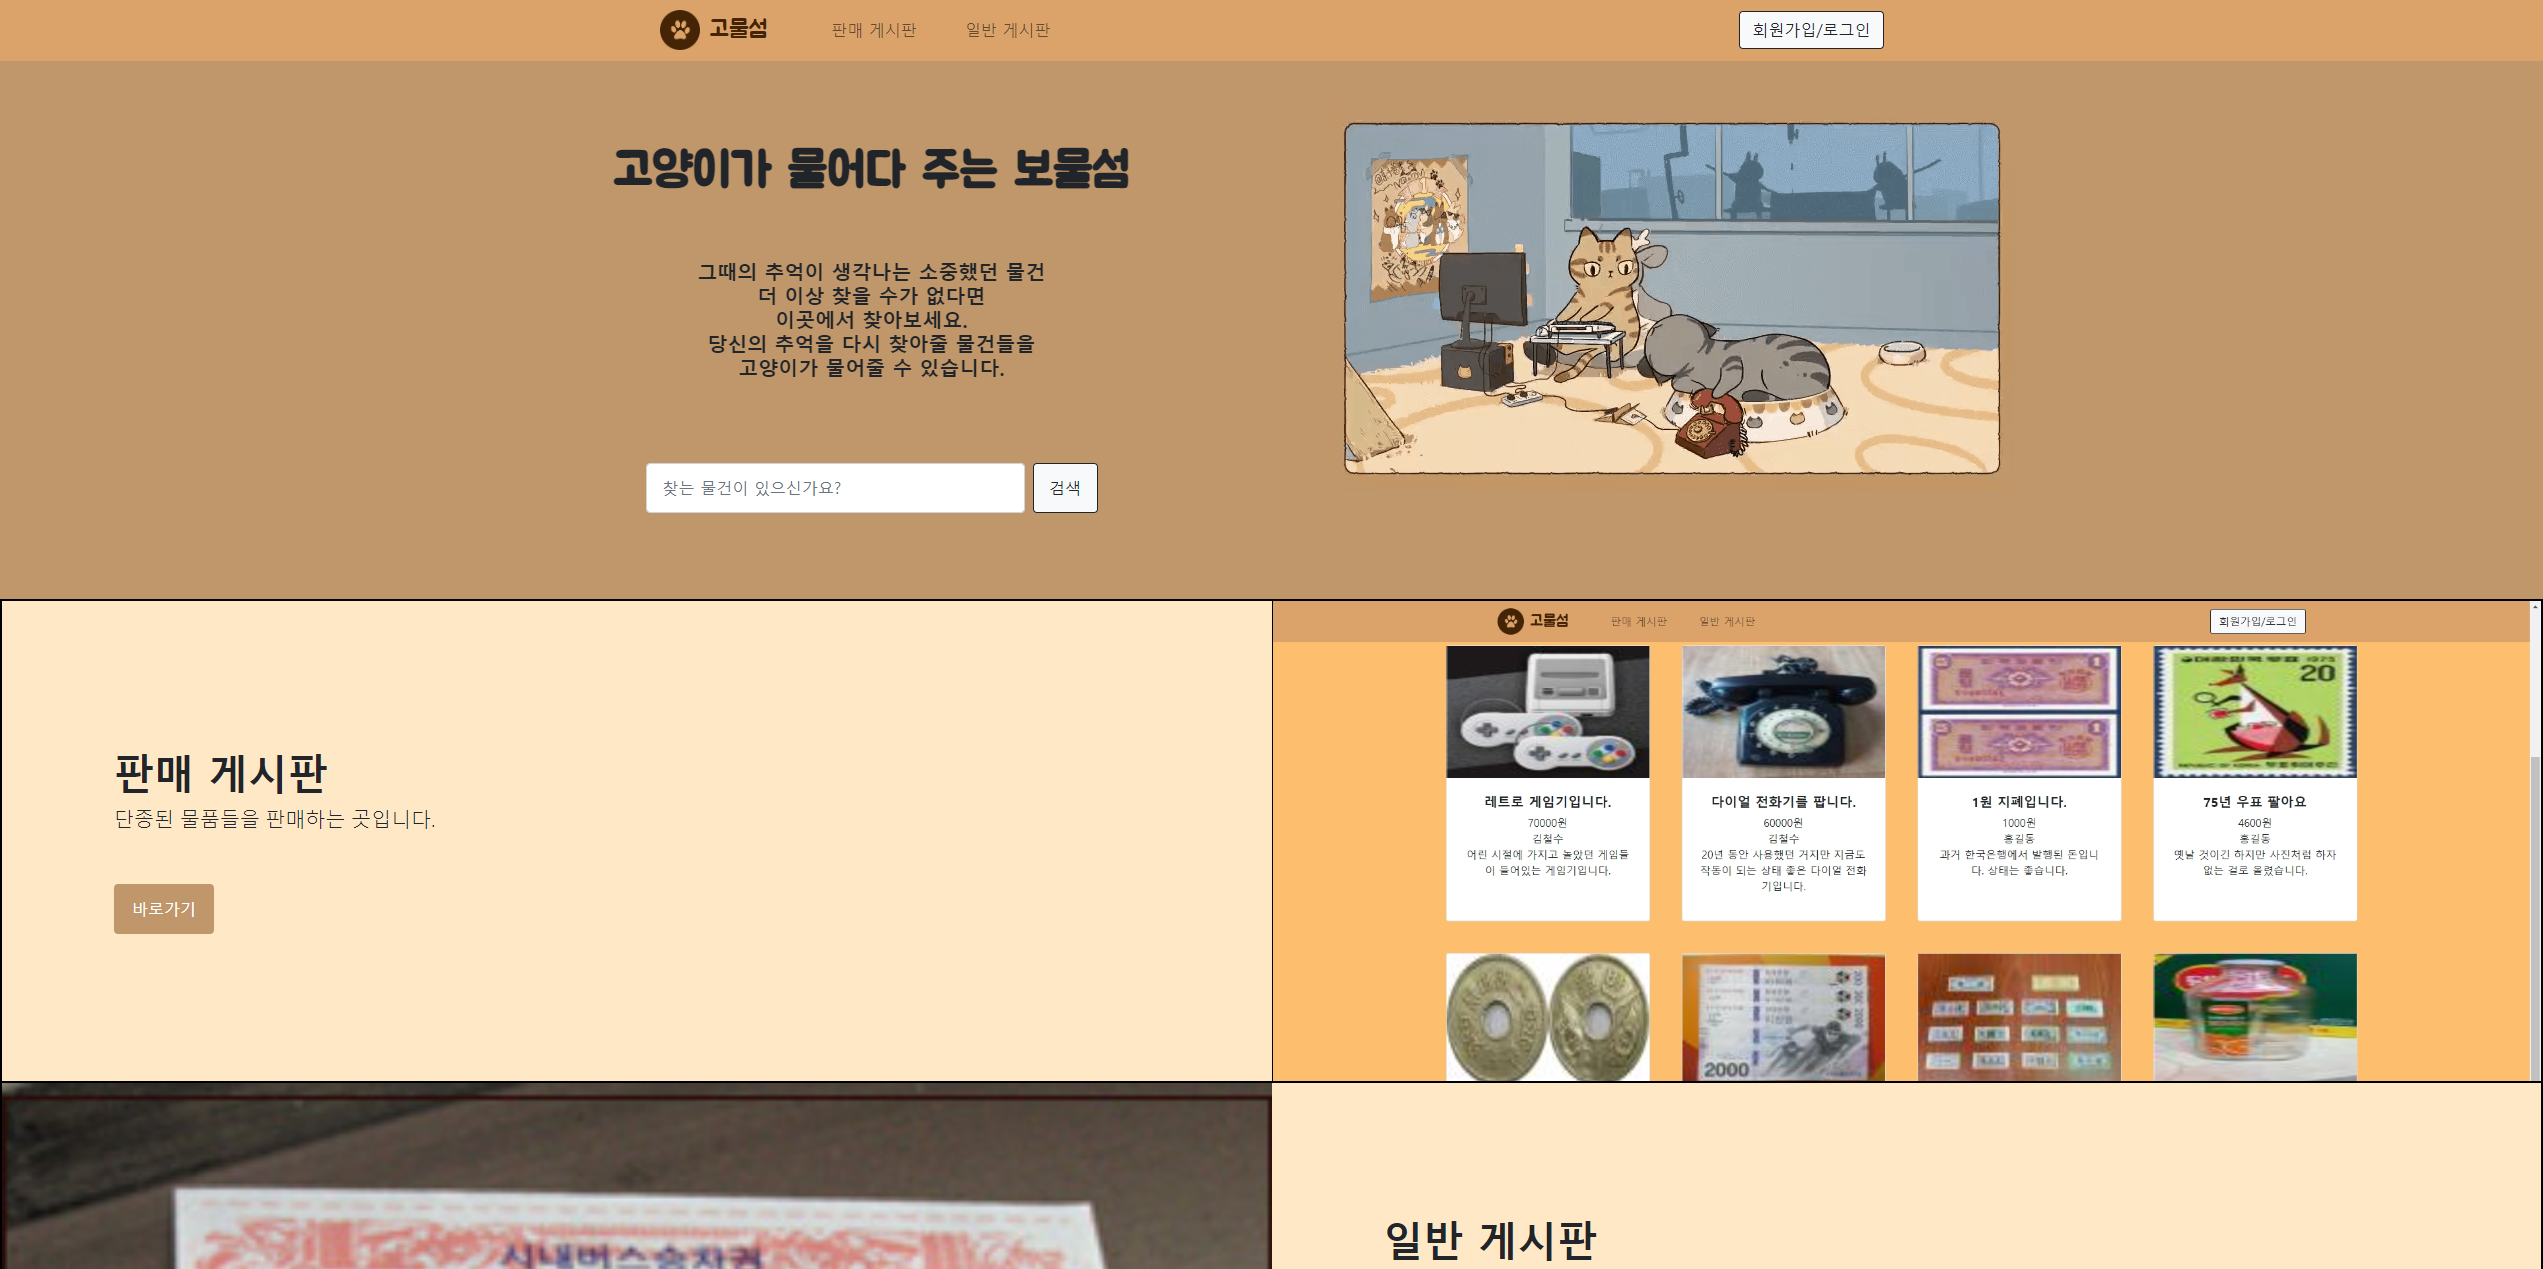 고물섬
판매 게시판
일반 게시판
회원가입/로그인
고양이가 물어다 주는 보물섬
그때의 추억이 생각나는 소중했던 물건
더 이상 찾을 수가 없다면
이곳에서 찾아보세요.
당신의 추억을 다시 찾아줄 물건들을
고양이가 물어줄 수 있습니다.
찾는 물건이 있으신가요?
검색
판매 게시판
단종된 물품들을 판매하는 곳입니다.
바로가기
고물섬
판매 게시판
일반 게시판
회원가입/로그인
대한민국 우표 1975
20
레트로 게임기입니다.
70000원
김철수
어린 시절에 가지고 놀았던 게임들
이 들어있는 게임기입니다.
다이얼 전화기를 팝니다.
60000원
김철수
20년 동안 사용했던 거지만 지금도
작동이 되는 상태 좋은 다이얼 전화
기입니다.
1원 지폐입니다.
1000원
홍길동
과거 한국은행에서 발행된 돈입니
다. 상태는 좋습니다.
75년 우표 팔아요
4600원
홍길동
옛날 것이긴 하지만 사진처럼 하자
없는 걸로 올렸습니다.
2000
시내버스승차권
일반 게시판